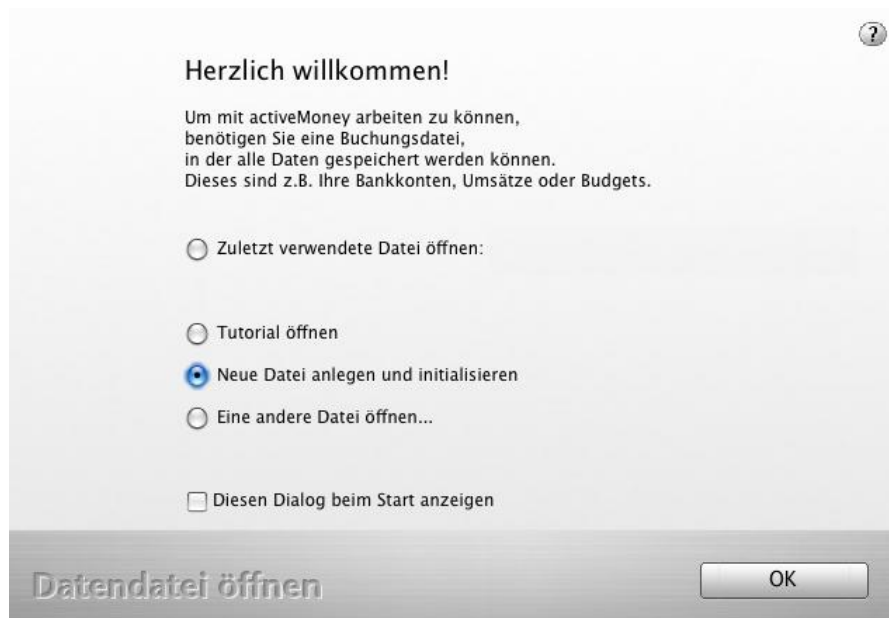 ?
Herzlich willkommen!
Um mit activeMoney arbeiten zu können,
benötigen Sie eine Buchungsdatei,
in der alle Daten gespeichert werden können.
Dieses sind z.B. Ihre Bankkonten, Umsätze oder Budgets.
Zuletzt verwendete Datei öffnen:
Tutorial öffnen
Neue Datei anlegen und initialisieren
Eine andere Datei öffnen...
Diesen Dialog beim Start anzeigen
Datendatei öffnen
OK